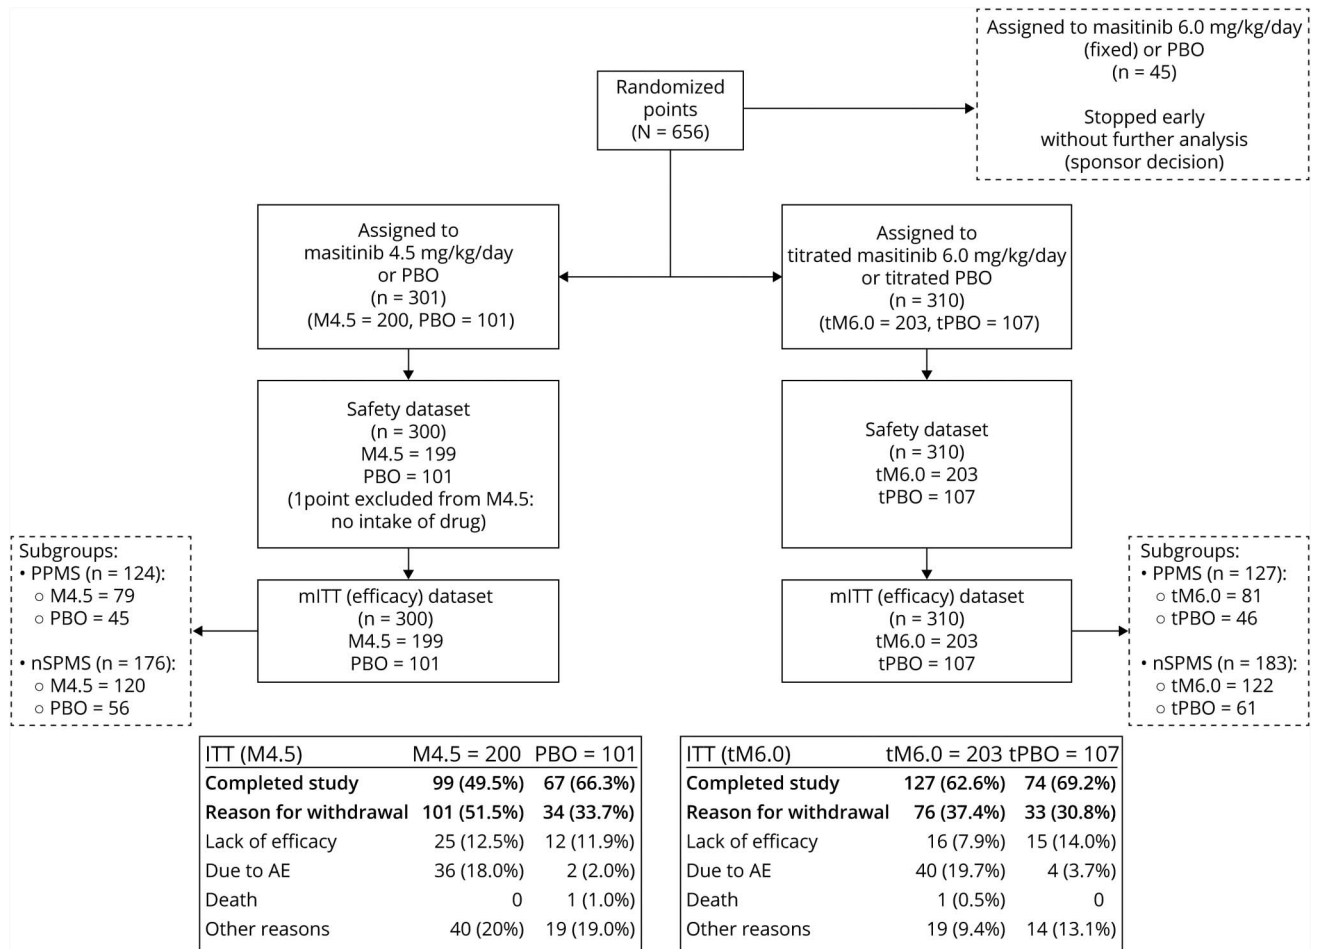 Assigned to masitinib 6.0 mg/kg/day
(fixed) or PBO
(n = 45)
Stopped early
without further analysis
(sponsor decision)
Randomized
points
(N = 656)
Assigned to
masitinib 4.5 mg/kg/day
or PBO
(n = 301)
(M4.5 = 200, PBO = 101)
Assigned to
titrated masitinib 6.0 mg/kg/day
or titrated PBO
(n = 310)
(tM6.0 = 203, tPBO = 107)
Safety dataset
(n = 300)
M4.5 = 199
PBO = 101
(1point excluded from M4.5:
no intake of drug)
Safety dataset
(n = 310)
tM6.0 = 203
tPBO = 107
Subgroups:
• PPMS (n = 124):
○ M4.5 = 79
○ PBO = 45
• nSPMS (n = 176):
○ M4.5 = 120
○ PBO = 56
mITT (efficacy) dataset
(n = 300)
M4.5 = 199
PBO = 101
mITT (efficacy) dataset
(n = 310)
tM6.0 = 203
tPBO = 107
Subgroups:
• PPMS (n = 127):
○ tM6.0 = 81
○ tPBO = 46
• nSPMS (n = 183):
○ tM6.0 = 122
○ tPBO = 61
ITT (M4.5) M4.5 = 200 PBO = 101
Completed study 99 (49.5%) 67 (66.3%)
Reason for withdrawal 101 (51.5%) 34 (33.7%)
Lack of efficacy 25 (12.5%) 12 (11.9%)
Due to AE 36 (18.0%) 2 (2.0%)
Death 0 1 (1.0%)
Other reasons 40 (20%) 19 (19.0%)
ITT (tM6.0) tM6.0 = 203 tPBO = 107
Completed study 127 (62.6%) 74 (69.2%)
Reason for withdrawal 76 (37.4%) 33 (30.8%)
Lack of efficacy 16 (7.9%) 15 (14.0%)
Due to AE 40 (19.7%) 4 (3.7%)
Death 1 (0.5%) 0
Other reasons 19 (9.4%) 14 (13.1%)